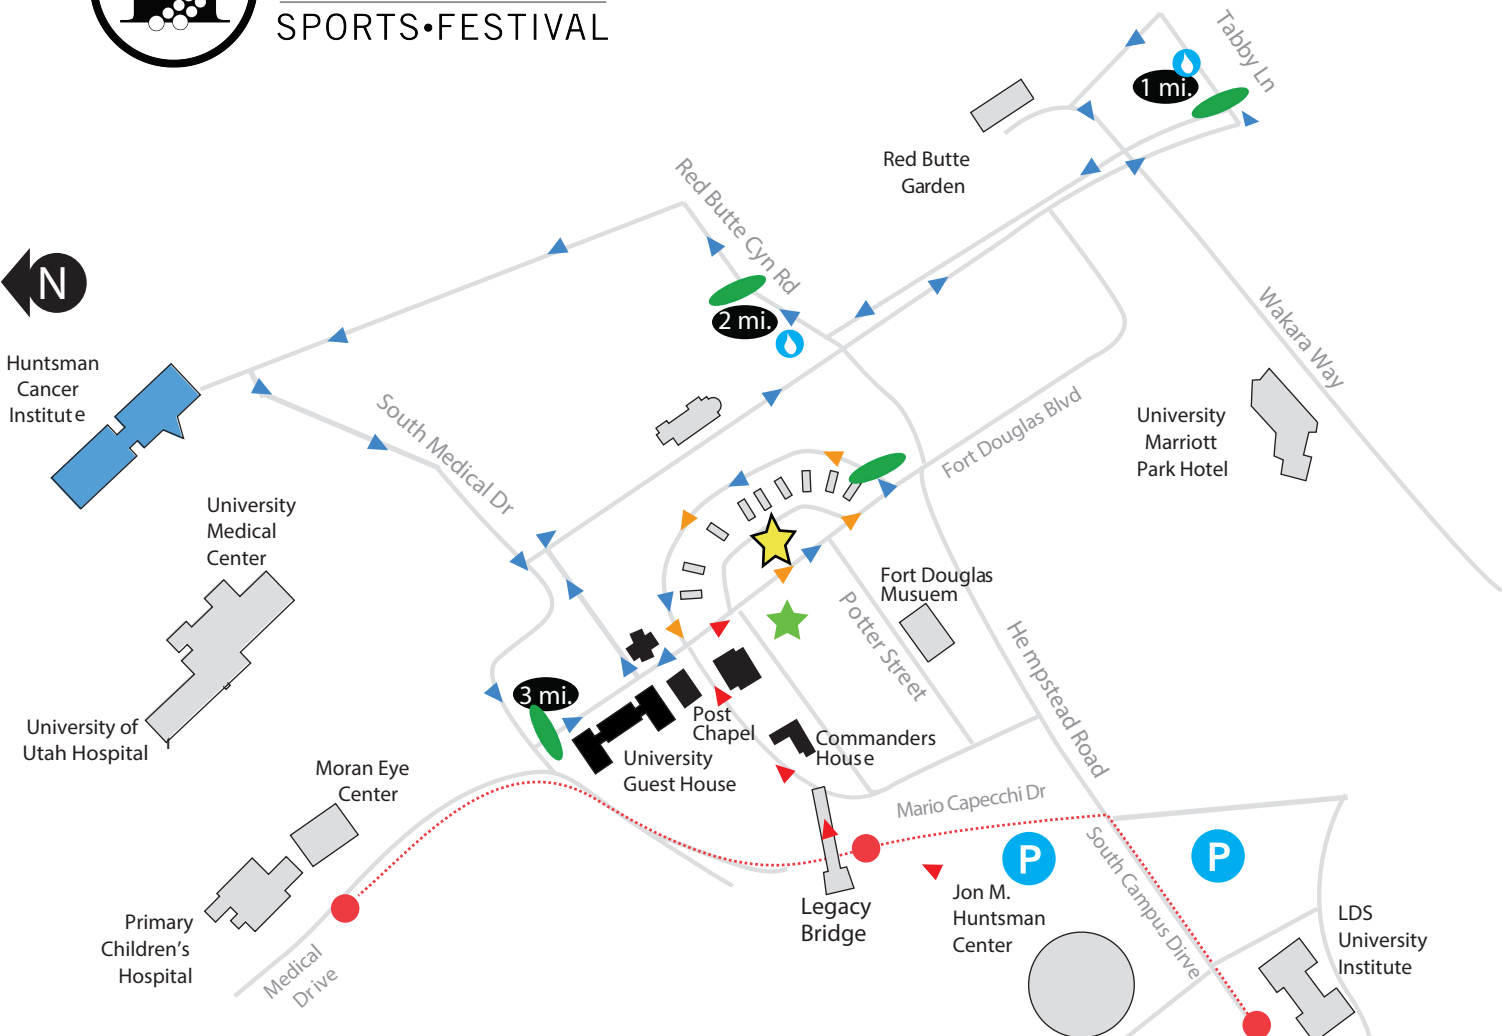 SPORTS•FESTIVAL
Tabby Ln
1 mi.
Red Butte
Garden
Red Butte Cyn Rd
N
2 mi.
Wakara Way
Huntsman
Cancer
Institute
South Medical Dr
Fort Douglas Blvd
University
Marriott
Park Hotel
University
Medical
Center
Fort Douglas
Musuem
Potter Street
Hempstead Road
3 mi.
Post
Chapel
University of
Utah Hospital
University
Guest House
Commanders
House
Moran Eye
Center
Mario Capecchi Dr
P
P
South Campus Dirve
Jon M.
Huntsman
Center
Legacy
Bridge
LDS
University
Institute
Primary
Children's
Hospital
Medical
Drive